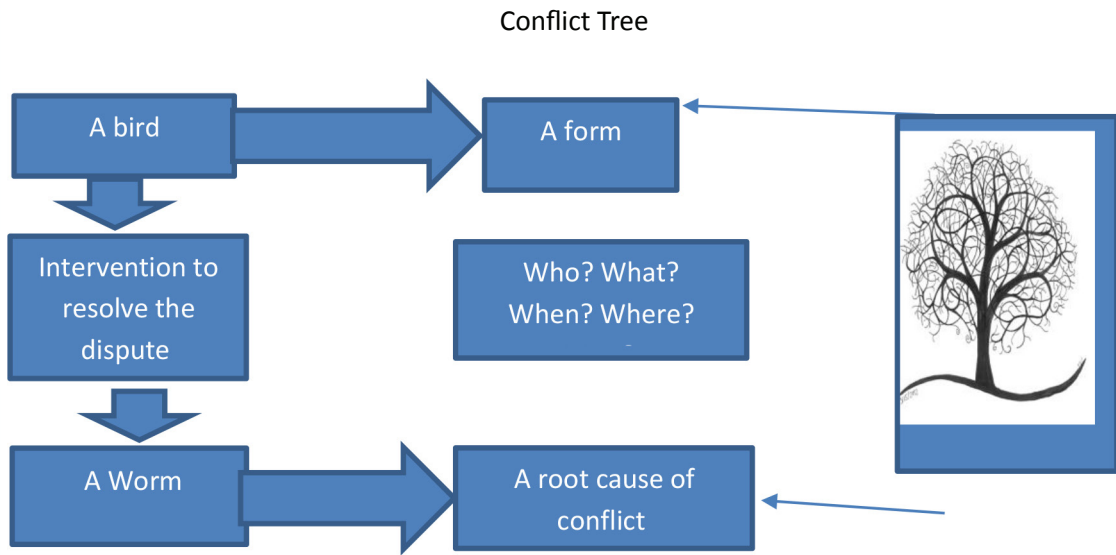 Conflict Tree
A bird
A form
Intervention to
resolve the
dispute
Who? What?
When? Where?
A Worm
A root cause of
conflict